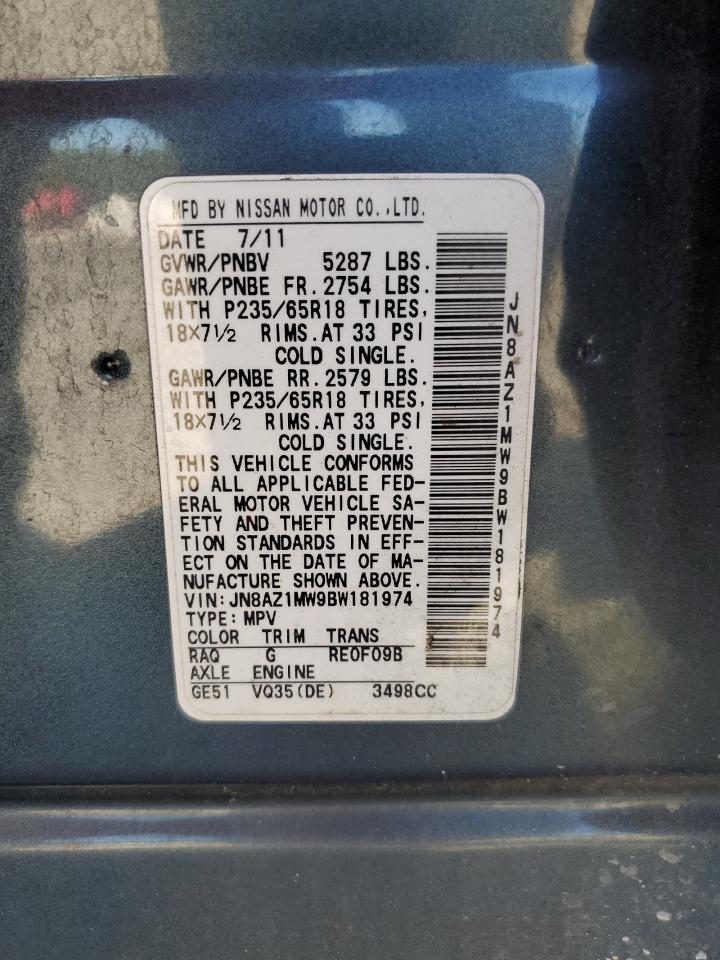 MFD BY NISSAN MOTOR CO.,LTD.
DATE 7/11
GVWR/PNBV 5287 LBS.
GAWR/PNBE FR. 2754 LBS.
WITH P235/65R18 TIRES,
18×7½ RIMS. AT 33 PSI
COLD SINGLE.
GAWR/PNBE RR. 2579 LBS.
WITH P235/65R18 TIRES,
18×7½ RIMS. AT 33 PSI
COLD SINGLE.
THIS VEHICLE CONFORMS
TO ALL APPLICABLE FED-
ERAL MOTOR VEHICLE SA-
FETY AND THEFT PREVEN-
TION STANDARDS IN EFF-
ECT ON THE DATE OF MA-
NUFACTURE SHOWN ABOVE.
VIN: JN8AZ1MW9BW181974
TYPE: MPV
COLOR TRIM TRANS
RAQ G RE0F09B
AXLE ENGINE
GE51 VQ35(DE) 3498CC
JN8AZ1MW9BW181974